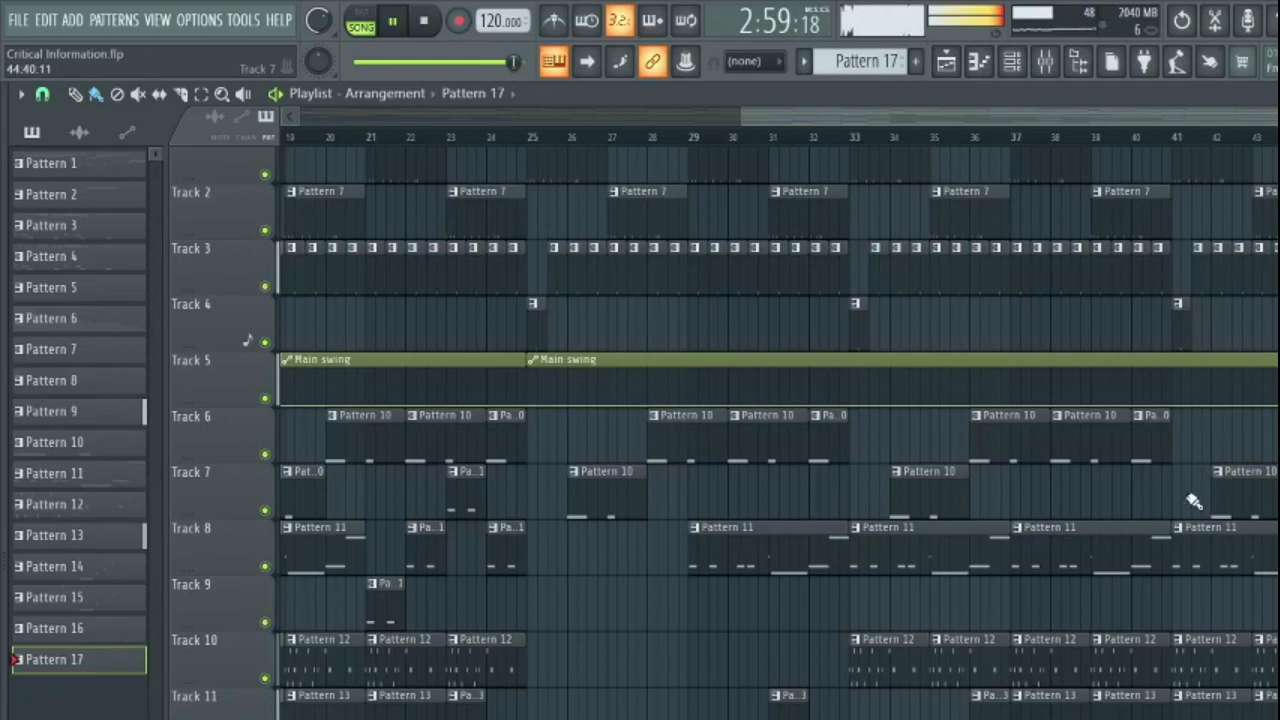 FILE EDIT ADD PATTERNS VIEW OPTIONS TOOLS HELP
Critical Information.flp
44.40.11
Track 7
SONG
120.000
3.2.
2:59:18
M:S:CS
48
2040 MB
6
(none)
Pattern 17
+
Playlist - Arrangement › Pattern 17 ›
19 20 21 22 23 24 25 26 27 28 29 30 31 32 33 34 35 36 37 38 39 40 41 42 43
Pattern 1
Pattern 2
Pattern 3
Pattern 4
Pattern 5
Pattern 6
Pattern 7
Pattern 8
Pattern 9
Pattern 10
Pattern 11
Pattern 12
Pattern 13
Pattern 14
Pattern 15
Pattern 16
Pattern 17
Track 2
Pattern 7 Pattern 7 Pattern 7 Pattern 7 Pattern 7 Pattern 7
Track 3
Track 4
Track 5
Main swing Main swing
Track 6
Pattern 10 Pattern 10 Pa..0 Pattern 10 Pattern 10 Pa..0 Pattern 10 Pattern 10 Pa..0
Track 7
Pat..0 Pa..1 Pattern 10 Pattern 10 Pattern 10
Track 8
Pattern 11 Pa..1 Pa..1 Pattern 11 Pattern 11 Pattern 11 Pattern 11
Track 9
Pa..1
Track 10
Pattern 12 Pattern 12 Pattern 12 Pattern 12 Pattern 12 Pattern 12 Pattern 12 Pattern 12
Track 11
Pattern 13 Pattern 13 Pa..3 Pa..3 Pa..3 Pattern 13 Pattern 13 Pattern 13